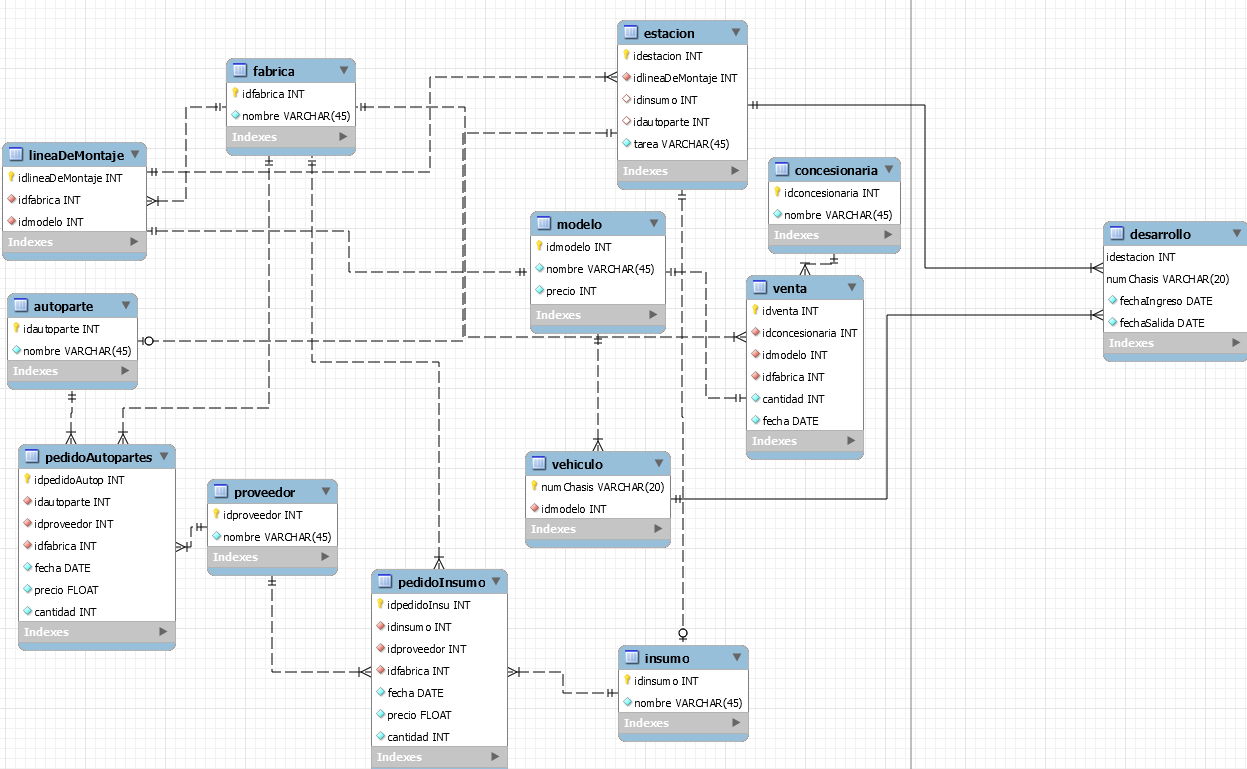 estacion
idestacion INT
idlineaDeMontaje INT
idinsumo INT
idautoparte INT
tarea VARCHAR(45)
Indexes
fabrica
idfabrica INT
nombre VARCHAR(45)
Indexes
lineaDeMontaje
idlineaDeMontaje INT
idfabrica INT
idmodelo INT
Indexes
concesionaria
idconcesionaria INT
nombre VARCHAR(45)
Indexes
modelo
idmodelo INT
nombre VARCHAR(45)
precio INT
Indexes
desarrollo
idestacion INT
numChasis VARCHAR(20)
fechaIngreso DATE
fechaSalida DATE
Indexes
venta
idventa INT
idconcesionaria INT
idmodelo INT
idfabrica INT
cantidad INT
fecha DATE
Indexes
autoparte
idautoparte INT
nombre VARCHAR(45)
Indexes
pedidoAutopartes
idpedidoAutop INT
idautoparte INT
idproveedor INT
idfabrica INT
fecha DATE
precio FLOAT
cantidad INT
Indexes
proveedor
idproveedor INT
nombre VARCHAR(45)
Indexes
vehiculo
numChasis VARCHAR(20)
idmodelo INT
Indexes
pedidoInsumo
idpedidoInsu INT
idinsumo INT
idproveedor INT
idfabrica INT
fecha DATE
precio FLOAT
cantidad INT
Indexes
insumo
idinsumo INT
nombre VARCHAR(45)
Indexes